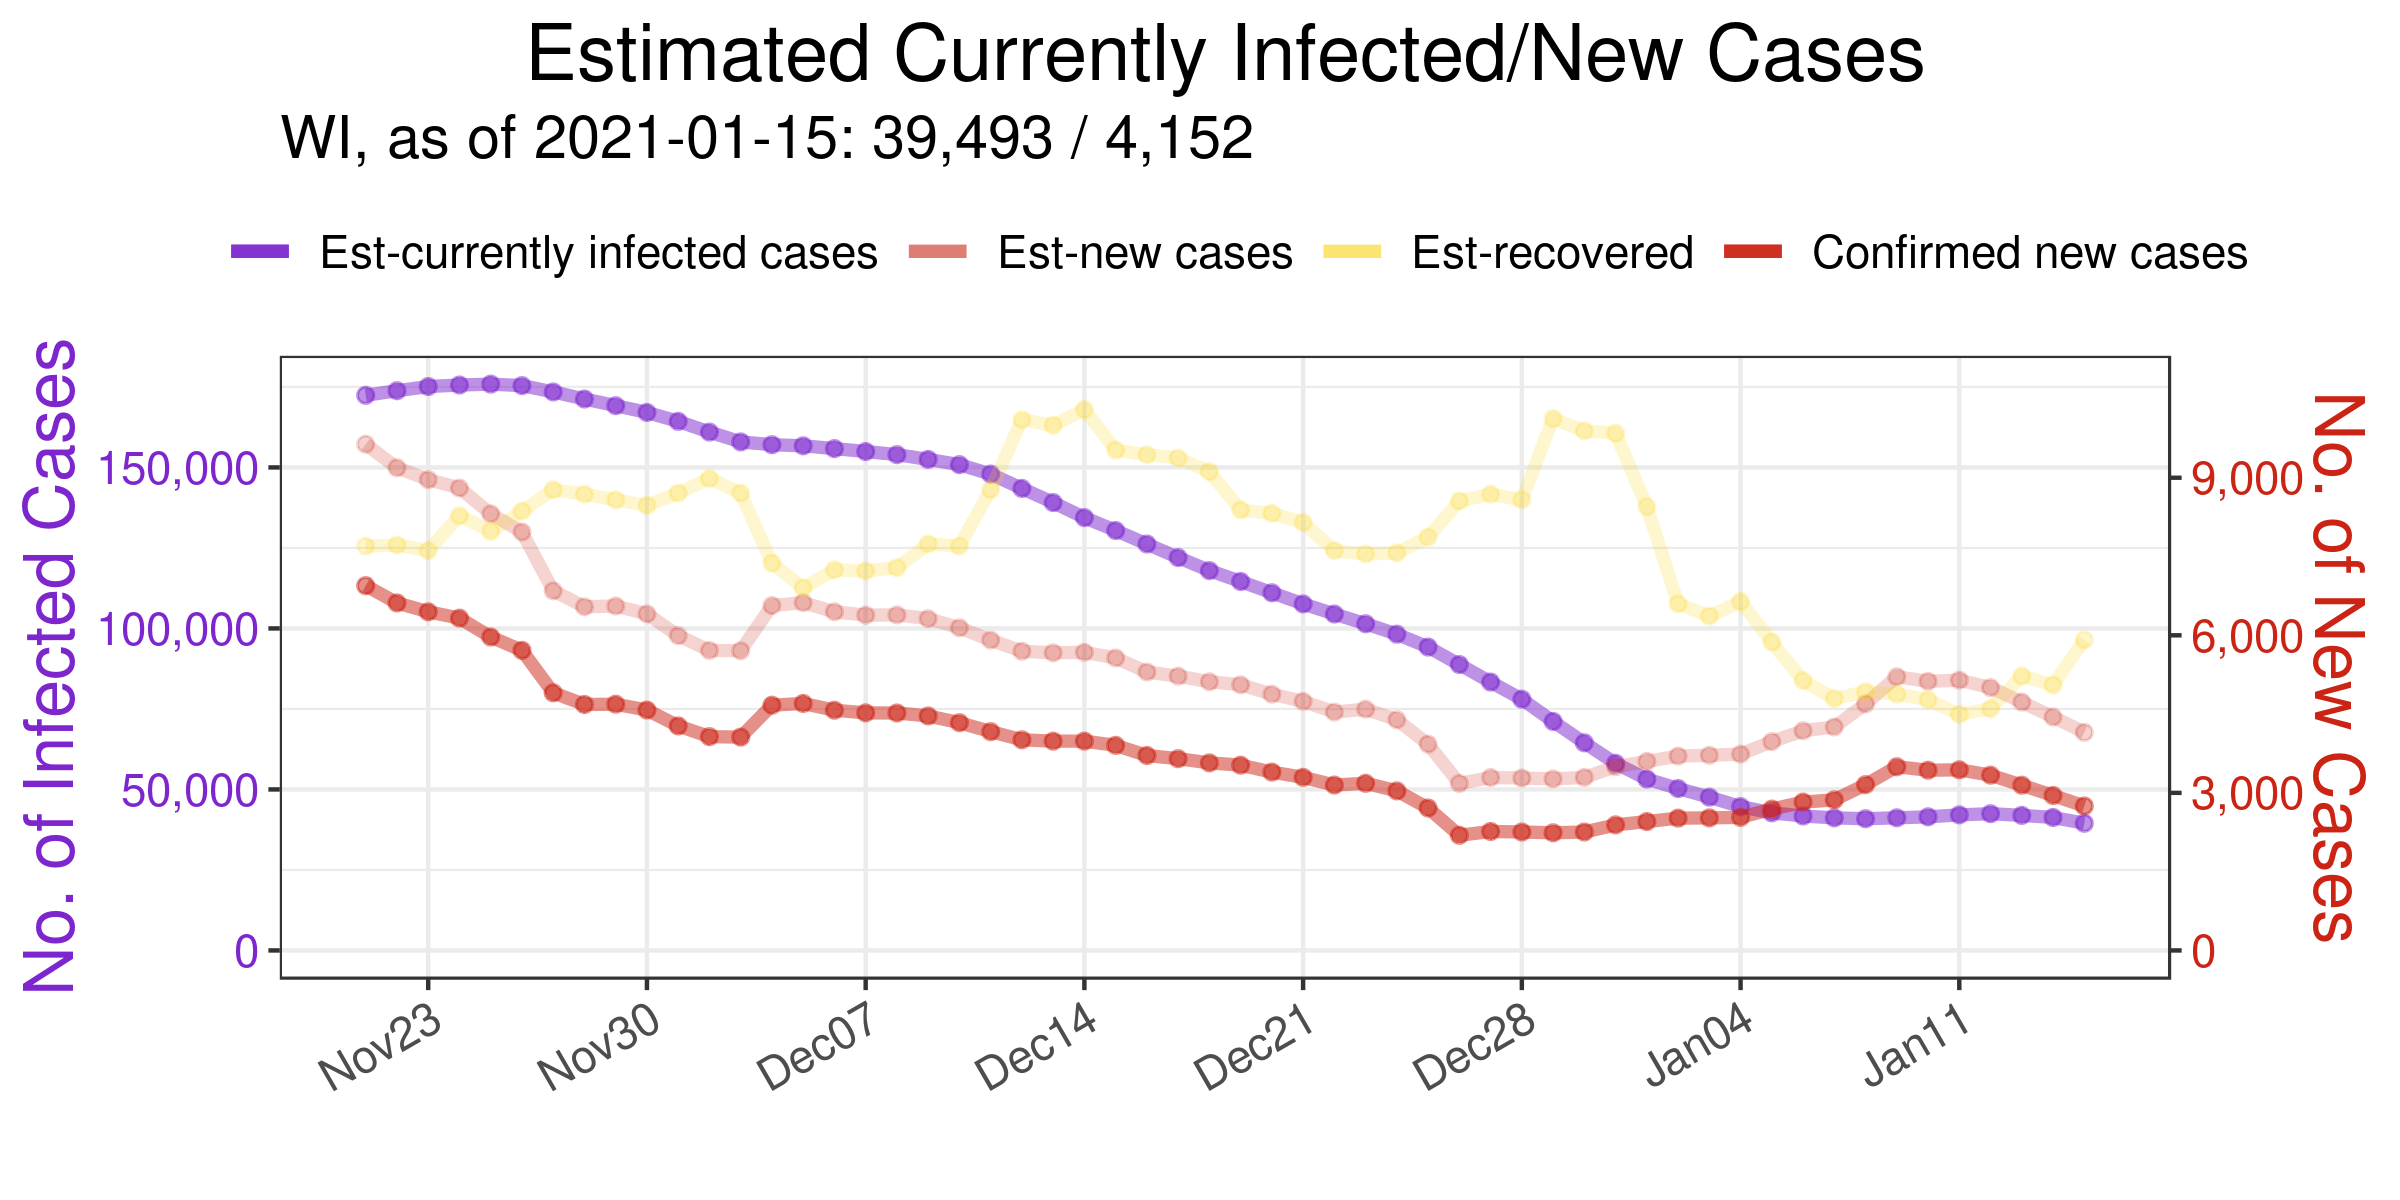 Estimated Currently Infected/New Cases
WI, as of 2021-01-15: 39,493 / 4,152
Est-currently infected cases Est-new cases Est-recovered Confirmed new cases
No. of Infected Cases
150,000
100,000
50,000
0
9,000
6,000
3,000
0
No. of New Cases
Nov23 Nov30 Dec07 Dec14 Dec21 Dec28 Jan04 Jan11